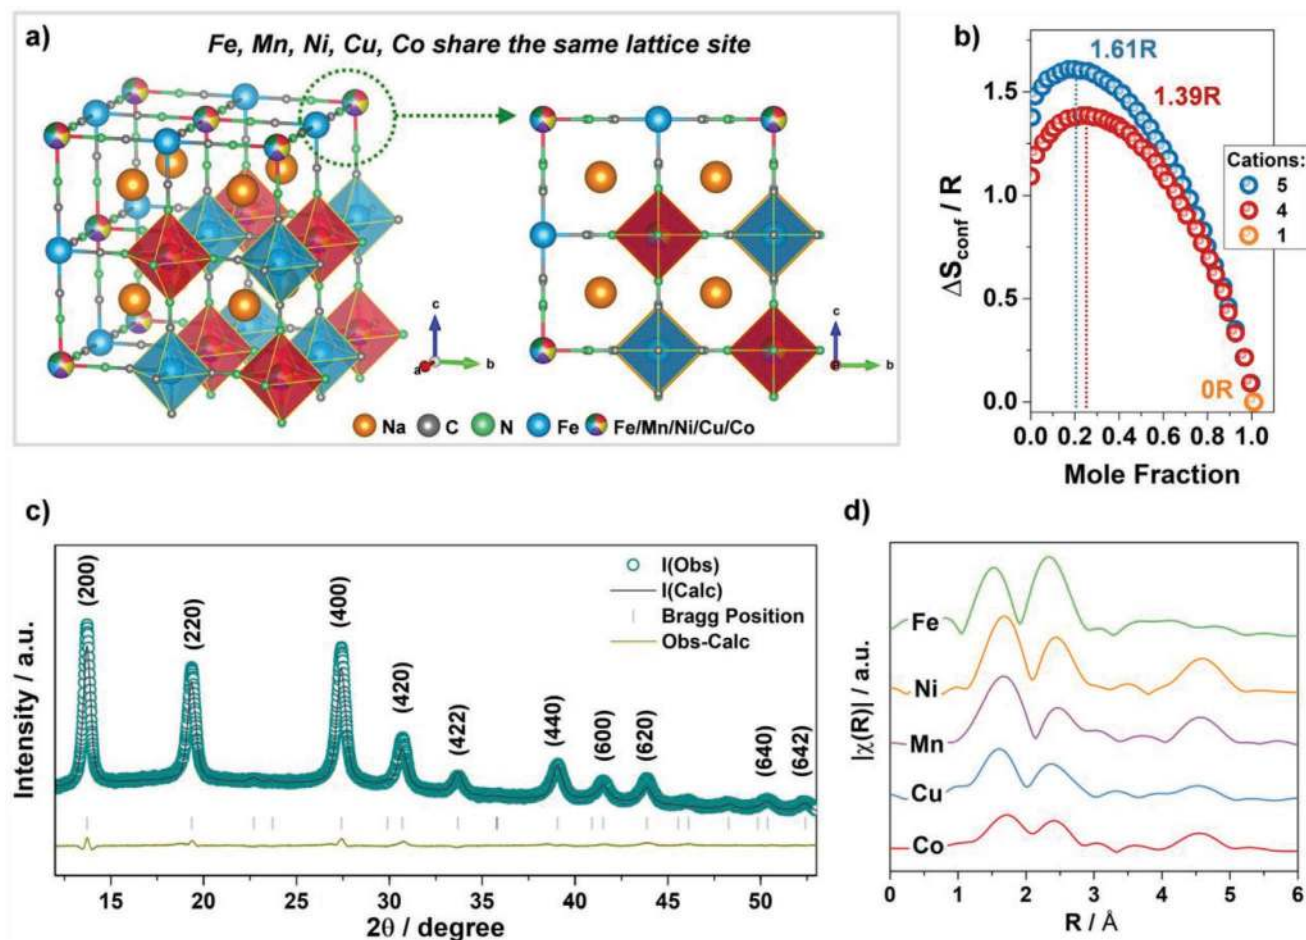 a)
Fe, Mn, Ni, Cu, Co share the same lattice site
c
a
b
c
b
Na
C
N
Fe
Fe/Mn/Ni/Cu/Co
b)
1.61R
1.39R
0R
Cations:
5
4
1
ΔS_conf / R
1.5
1.0
0.5
0.0
0.0 0.2 0.4 0.6 0.8 1.0
Mole Fraction
c)
(200)
(220)
(400)
(420)
(422)
(440)
(600)
(620)
(640)
(642)
I(Obs)
I(Calc)
Bragg Position
Obs-Calc
Intensity / a.u.
15 20 25 30 35 40 45 50
2θ / degree
d)
Fe
Ni
Mn
Cu
Co
|χ(R)| / a.u.
0 1 2 3 4 5 6
R / Å